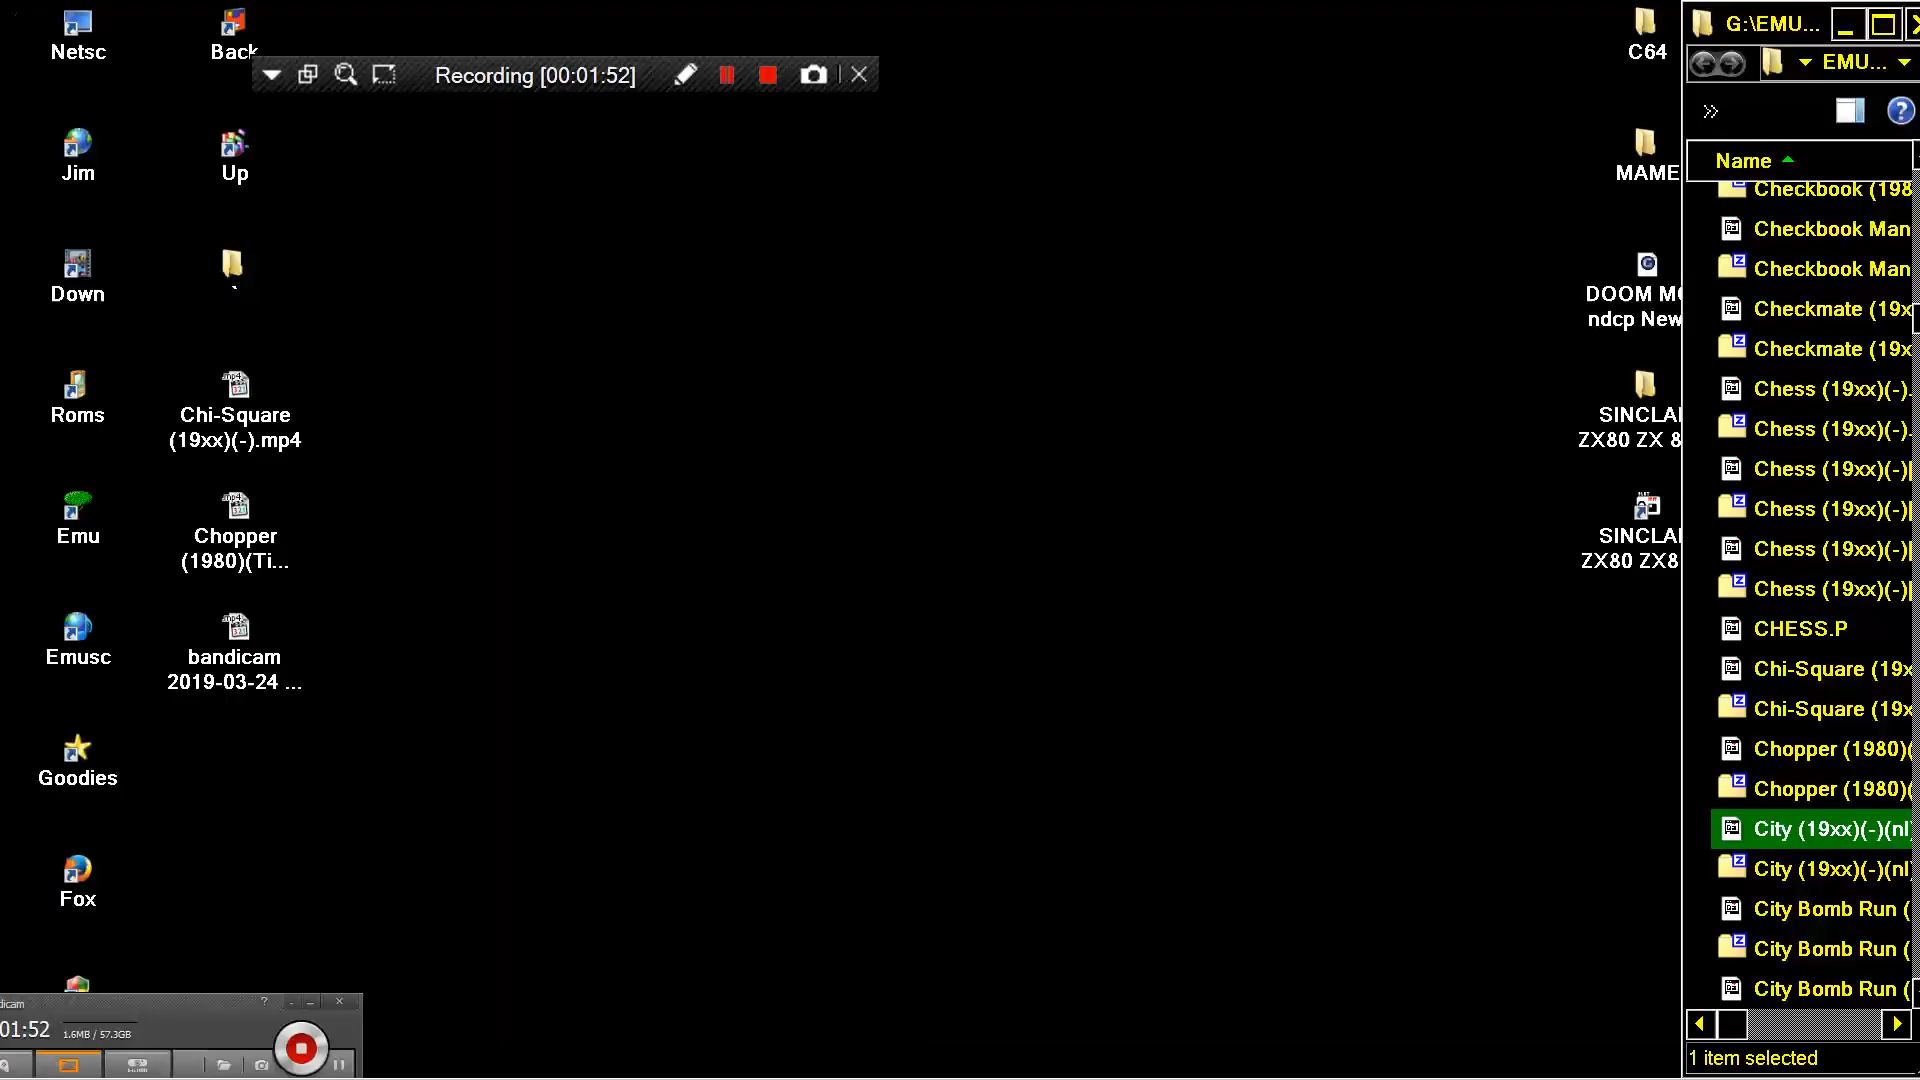 Netsc
Back
Recording [00:01:52]
Jim
Up
Down
`
Roms
Chi-Square
(19xx)(-).mp4
Emu
Chopper
(1980)(Ti...
Emusc
bandicam
2019-03-24 ...
Goodies
Fox
dicam
?
01:52
1.6MB / 57.3GB
C64
MAME
DOOM MO
ndcp New
SINCLAI
ZX80 ZX 8
SINCLAI
ZX80 ZX8
G:\EMU...
EMU...
»
?
Name
Checkbook (198
Checkbook Man
Checkbook Man
Checkmate (19x
Checkmate (19x
Chess (19xx)(-).
Chess (19xx)(-).
Chess (19xx)(-)[
Chess (19xx)(-)[
Chess (19xx)(-)[
Chess (19xx)(-)[
CHESS.P
Chi-Square (19x
Chi-Square (19x
Chopper (1980)(
Chopper (1980)(
City (19xx)(-)(nl)
City (19xx)(-)(nl)
City Bomb Run (
City Bomb Run (
City Bomb Run (
1 item selected